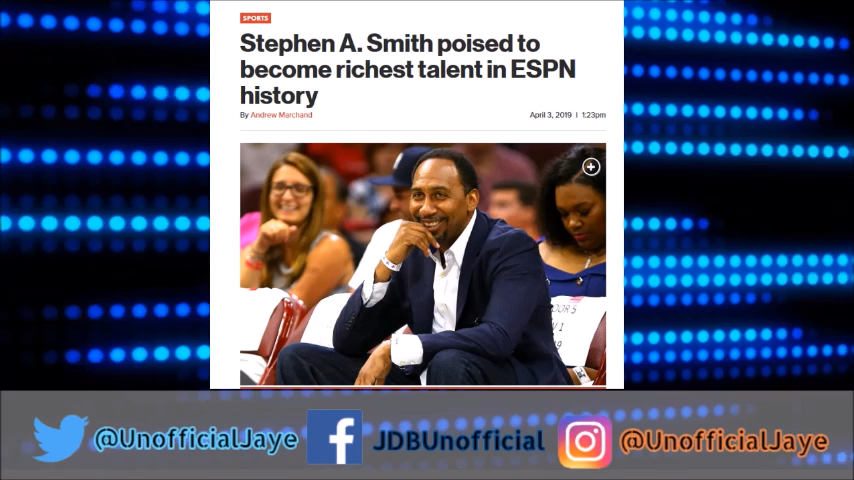 SPORTS
Stephen A. Smith poised to
become richest talent in ESPN
history
By Andrew Marchand
April 3, 2019 | 1:23pm
@UnofficialJaye
JDBUnofficial
@UnofficialJaye